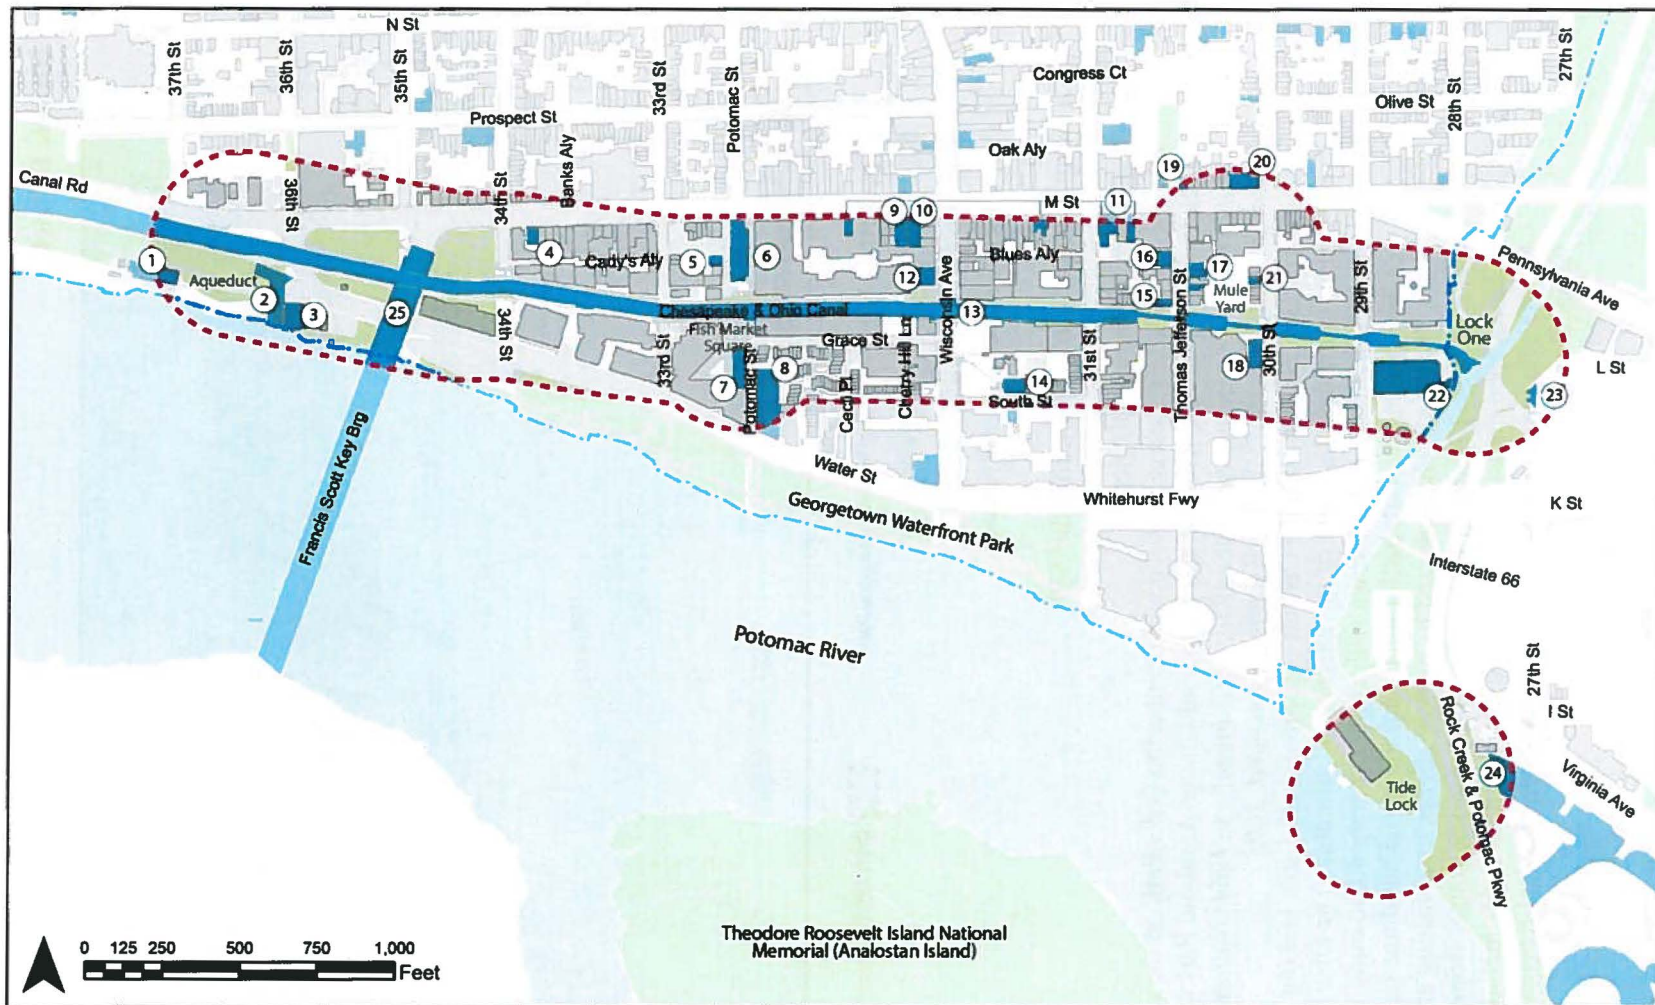 N St
37th St
36th St
35th St
33rd St
Potomac St
Congress Ct
Olive St
28th St
27th St
Prospect St
Banks Aly
Oak Aly
19
20
Canal Rd
36th St
34th St
M St
11
9
10
1
Aqueduct
2
3
25
4
Cady's Aly
5
6
12
Blues Aly
16
17
Mule
Yard
21
15
29th St
Pennsylvania Ave
Chesapeake & Ohio Canal
13
Fish Market
Square
Grace St
34th St
33rd St
7
Potomac St
8
Cecil Pl
Cherry Hill Ln
Wisconsin Ave
14
South St
31st St
Thomas Jefferson St
18
30th St
Lock
One
22
23
L St
Francis Scott Key Brg
Water St
Whitehurst Fwy
K St
Georgetown Waterfront Park
Interstate 66
Potomac River
27th St
I St
Rock Creek & Potomac Pkwy
24
Virginia Ave
Tide
Lock
Theodore Roosevelt Island National
Memorial (Analostan Island)
0 125 250 500 750 1,000
Feet